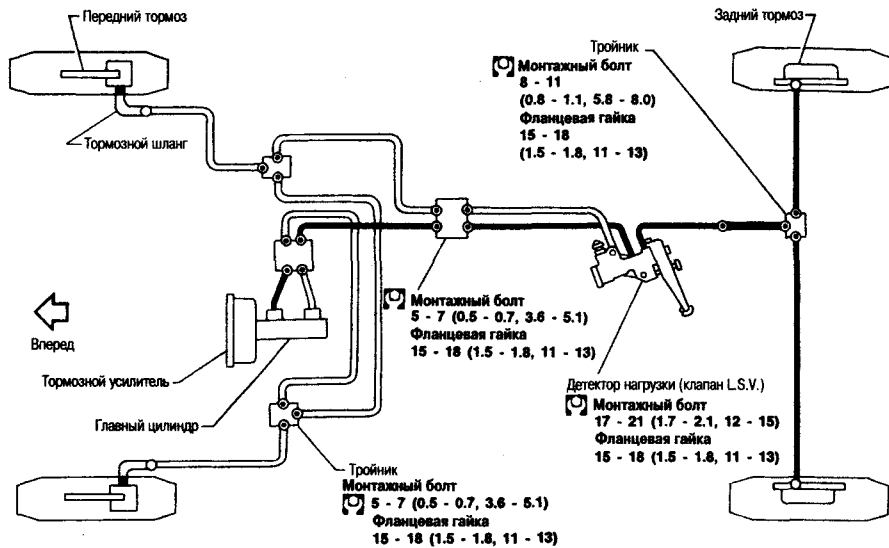 Передний тормоз
Задний тормоз
Тройник
Монтажный болт
8 - 11
(0.8 - 1.1, 5.8 - 8.0)
Фланцевая гайка
15 - 18
(1.5 - 1.8, 11 - 13)
Тормозной шланг
Монтажный болт
5 - 7 (0.5 - 0.7, 3.6 - 5.1)
Фланцевая гайка
15 - 18 (1.5 - 1.8, 11 - 13)
Вперед
Тормозной усилитель
Главный цилиндр
Детектор нагрузки (клапан L.S.V.)
Монтажный болт
17 - 21 (1.7 - 2.1, 12 - 15)
Фланцевая гайка
15 - 18 (1.5 - 1.8, 11 - 13)
Тройник
Монтажный болт
5 - 7 (0.5 - 0.7, 3.6 - 5.1)
Фланцевая гайка
15 - 18 (1.5 - 1.8, 11 - 13)